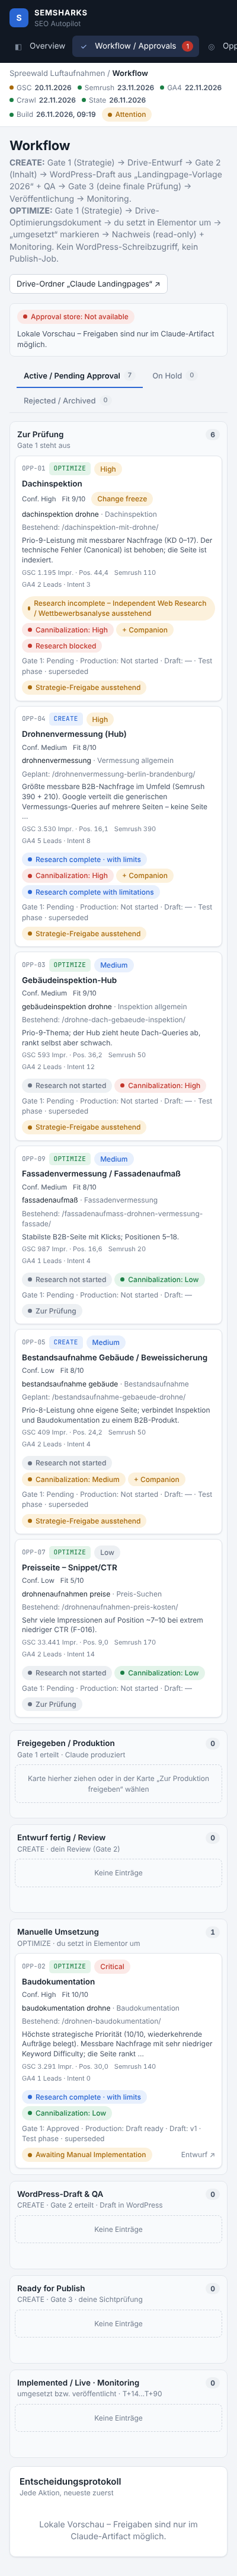 S
SEMSHARKS
SEO Autopilot
Overview
Workflow / Approvals 1
Opp
Spreewald Luftaufnahmen / Workflow
GSC 20.11.2026 Semrush 23.11.2026 GA4 22.11.2026
Crawl 22.11.2026 State 26.11.2026
Build 26.11.2026, 09:19 Attention
Workflow
CREATE: Gate 1 (Strategie) → Drive-Entwurf → Gate 2
(Inhalt) → WordPress-Draft aus „Landingpage-Vorlage
2026“ + QA → Gate 3 (deine finale Prüfung) →
Veröffentlichung → Monitoring.
OPTIMIZE: Gate 1 (Strategie) → Drive-
Optimierungsdokument → du setzt in Elementor um →
„umgesetzt“ markieren → Nachweis (read-only) →
Monitoring. Kein WordPress-Schreibzugriff, kein
Publish-Job.
Drive-Ordner „Claude Landingpages“ ↗
Approval store: Not available
Lokale Vorschau – Freigaben sind nur im Claude-Artifact
möglich.
Active / Pending Approval 7
On Hold 0
Rejected / Archived 0
Zur Prüfung 6
Gate 1 steht aus
OPP-01 OPTIMIZE High
Dachinspektion
Conf. High Fit 9/10 Change freeze
dachinspektion drohne · Dachinspektion
Bestehend: /dachinspektion-mit-drohne/
Prio-9-Leistung mit messbarer Nachfrage (KD 0–17). Der
technische Fehler (Canonical) ist behoben; die Seite ist
indexiert.
GSC 1.195 Impr. · Pos. 44,4 Semrush 110
GA4 2 Leads · Intent 3
Research incomplete – Independent Web Research
/ Wettbewerbsanalyse ausstehend
Cannibalization: High + Companion
Research blocked
Gate 1: Pending · Production: Not started · Draft: — · Test
phase · superseded
Strategie-Freigabe ausstehend
OPP-04 CREATE High
Drohnenvermessung (Hub)
Conf. Medium Fit 8/10
drohnenvermessung · Vermessung allgemein
Geplant: /drohnenvermessung-berlin-brandenburg/
Größte messbare B2B-Nachfrage im Umfeld (Semrush
390 + 210). Google verteilt die generischen
Vermessungs-Queries auf mehrere Seiten – keine Seite
…
GSC 3.530 Impr. · Pos. 16,1 Semrush 390
GA4 5 Leads · Intent 8
Research complete · with limits
Cannibalization: High + Companion
Research complete with limitations
Gate 1: Pending · Production: Not started · Draft: — · Test
phase · superseded
Strategie-Freigabe ausstehend
OPP-03 OPTIMIZE Medium
Gebäudeinspektion-Hub
Conf. Medium Fit 9/10
gebäudeinspektion drohne · Inspektion allgemein
Bestehend: /drohne-dach-gebaeude-inspektion/
Prio-9-Thema; der Hub zieht heute Dach-Queries ab,
rankt selbst aber schwach.
GSC 593 Impr. · Pos. 36,2 Semrush 50
GA4 2 Leads · Intent 12
Research not started Cannibalization: High
Gate 1: Pending · Production: Not started · Draft: — · Test
phase · superseded
Strategie-Freigabe ausstehend
OPP-09 OPTIMIZE Medium
Fassadenvermessung / Fassadenaufmaß
Conf. Medium Fit 8/10
fassadenaufmaß · Fassadenvermessung
Bestehend: /fassadenaufmass-drohnen-vermessung-
fassade/
Stabilste B2B-Seite mit Klicks; Positionen 5–18.
GSC 987 Impr. · Pos. 16,6 Semrush 20
GA4 1 Leads · Intent 4
Research not started Cannibalization: Low
Gate 1: Pending · Production: Not started · Draft: —
Zur Prüfung
OPP-05 CREATE Medium
Bestandsaufnahme Gebäude / Beweissicherung
Conf. Low Fit 8/10
bestandsaufnahme gebäude · Bestandsaufnahme
Geplant: /bestandsaufnahme-gebaeude-drohne/
Prio-8-Leistung ohne eigene Seite; verbindet Inspektion
und Baudokumentation zu einem B2B-Produkt.
GSC 409 Impr. · Pos. 24,2 Semrush 50
GA4 2 Leads · Intent 4
Research not started
Cannibalization: Medium + Companion
Gate 1: Pending · Production: Not started · Draft: — · Test
phase · superseded
Strategie-Freigabe ausstehend
OPP-07 OPTIMIZE Low
Preisseite – Snippet/CTR
Conf. Low Fit 5/10
drohnenaufnahmen preise · Preis-Suchen
Bestehend: /drohnenaufnahmen-preis-kosten/
Sehr viele Impressionen auf Position ~7–10 bei extrem
niedriger CTR (F-016).
GSC 33.441 Impr. · Pos. 9,0 Semrush 170
GA4 2 Leads · Intent 14
Research not started Cannibalization: Low
Gate 1: Pending · Production: Not started · Draft: —
Zur Prüfung
Freigegeben / Produktion 0
Gate 1 erteilt · Claude produziert
Karte hierher ziehen oder in der Karte „Zur Produktion
freigeben“ wählen
Entwurf fertig / Review 0
CREATE · dein Review (Gate 2)
Keine Einträge
Manuelle Umsetzung 1
OPTIMIZE · du setzt in Elementor um
OPP-02 OPTIMIZE Critical
Baudokumentation
Conf. High Fit 10/10
baudokumentation drohne · Baudokumentation
Bestehend: /drohnen-baudokumentation/
Höchste strategische Priorität (10/10, wiederkehrende
Aufträge belegt). Messbare Nachfrage mit sehr niedriger
Keyword Difficulty; die Seite rankt …
GSC 3.291 Impr. · Pos. 30,0 Semrush 140
GA4 1 Leads · Intent 0
Research complete · with limits
Cannibalization: Low
Gate 1: Approved · Production: Draft ready · Draft: v1 ·
Test phase · superseded
Awaiting Manual Implementation Entwurf ↗
WordPress-Draft & QA 0
CREATE · Gate 2 erteilt · Draft in WordPress
Keine Einträge
Ready for Publish 0
CREATE · Gate 3 · deine Sichtprüfung
Keine Einträge
Implemented / Live · Monitoring 0
umgesetzt bzw. veröffentlicht · T+14…T+90
Keine Einträge
Entscheidungsprotokoll
Jede Aktion, neueste zuerst
Lokale Vorschau – Freigaben sind nur im
Claude-Artifact möglich.